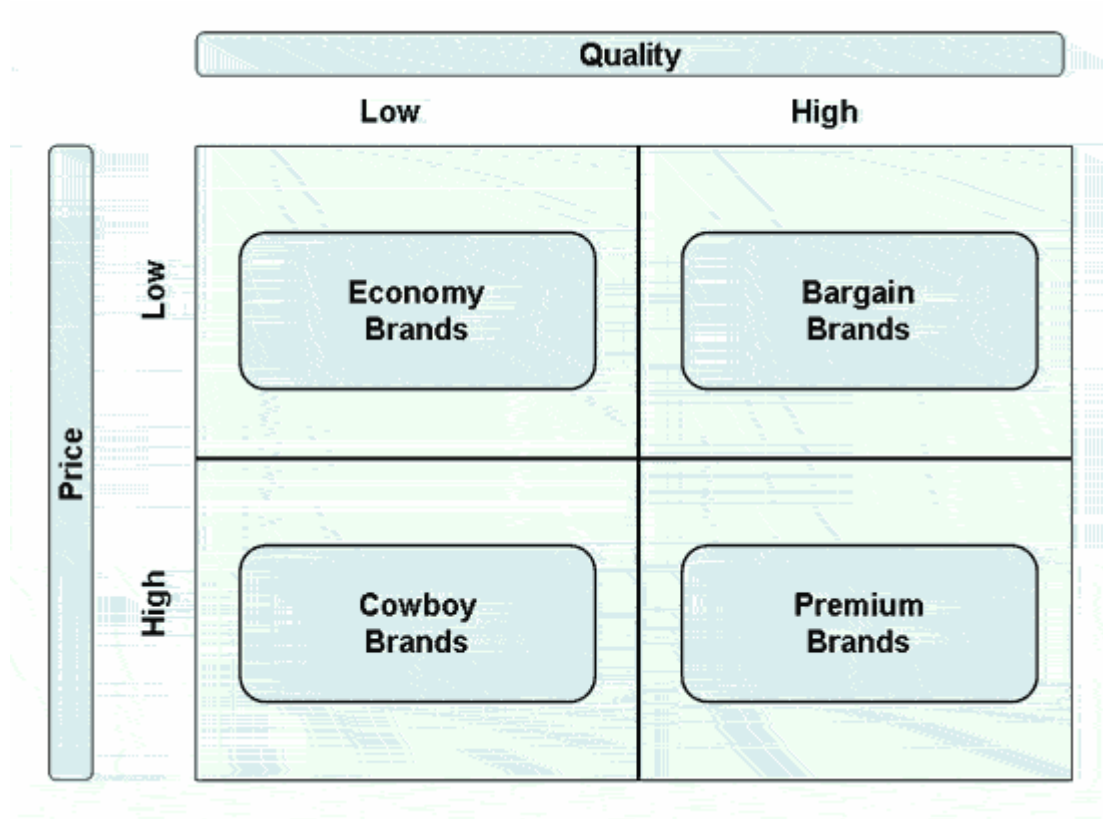 Quality
Low High
Low
Economy
Brands
Bargain
Brands
Price
High
Cowboy
Brands
Premium
Brands